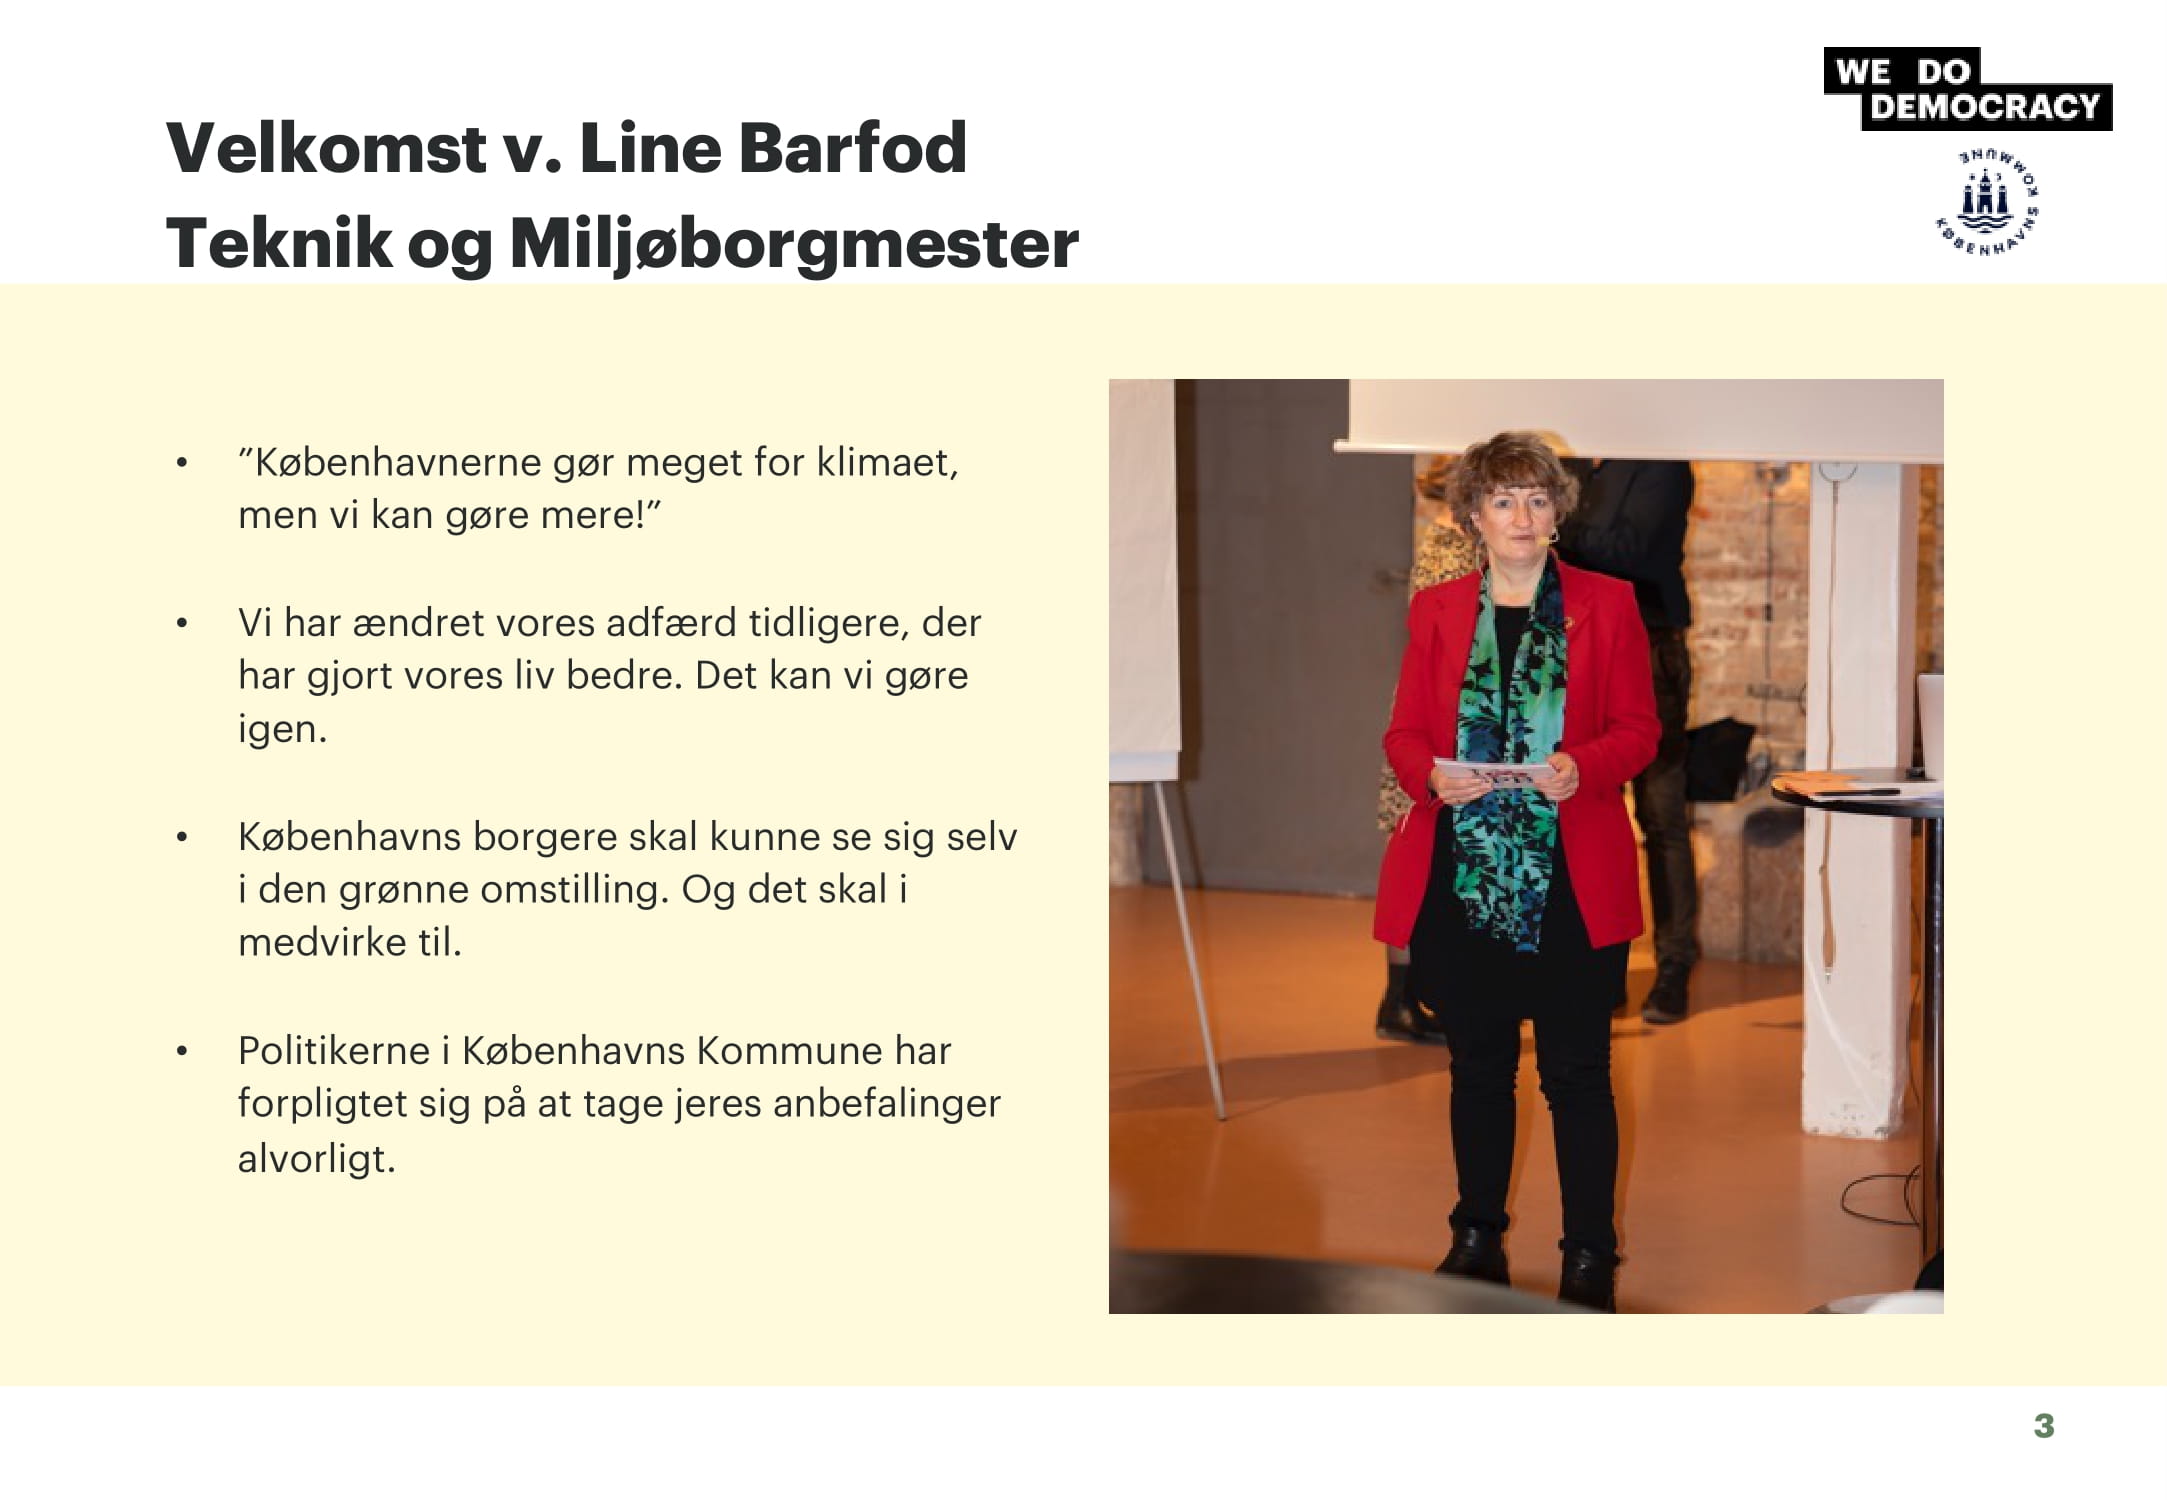 WE DO
DEMOCRACY
KØBENHAVNS KOMMUNE
Velkomst v. Line Barfod
Teknik og Miljøborgmester
• ”Københavnerne gør meget for klimaet,
men vi kan gøre mere!”
• Vi har ændret vores adfærd tidligere, der
har gjort vores liv bedre. Det kan vi gøre
igen.
• Københavns borgere skal kunne se sig selv
i den grønne omstilling. Og det skal i
medvirke til.
• Politikerne i Københavns Kommune har
forpligtet sig på at tage jeres anbefalinger
alvorligt.
3